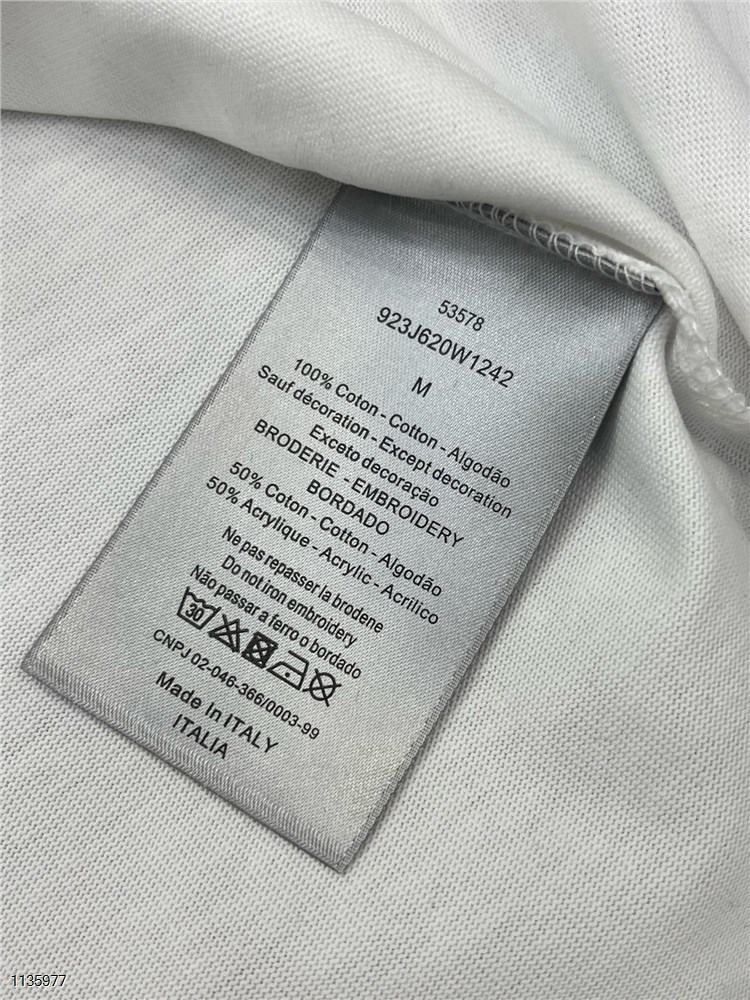 53578
923J620W1242
M
100% Coton - Cotton - Algodão
Sauf décoration - Except decoration
Exceto decoração
BRODERIE - EMBROIDERY
BORDADO
50% Coton - Cotton - Algodão
50% Acrylique - Acrylic - Acrílico
Ne pas repasser la brodene
Do not iron embroidery
Não passar a ferro o bordado
30
CNPJ 02-046-366/0003-99
Made In ITALY
ITALIA
1135977